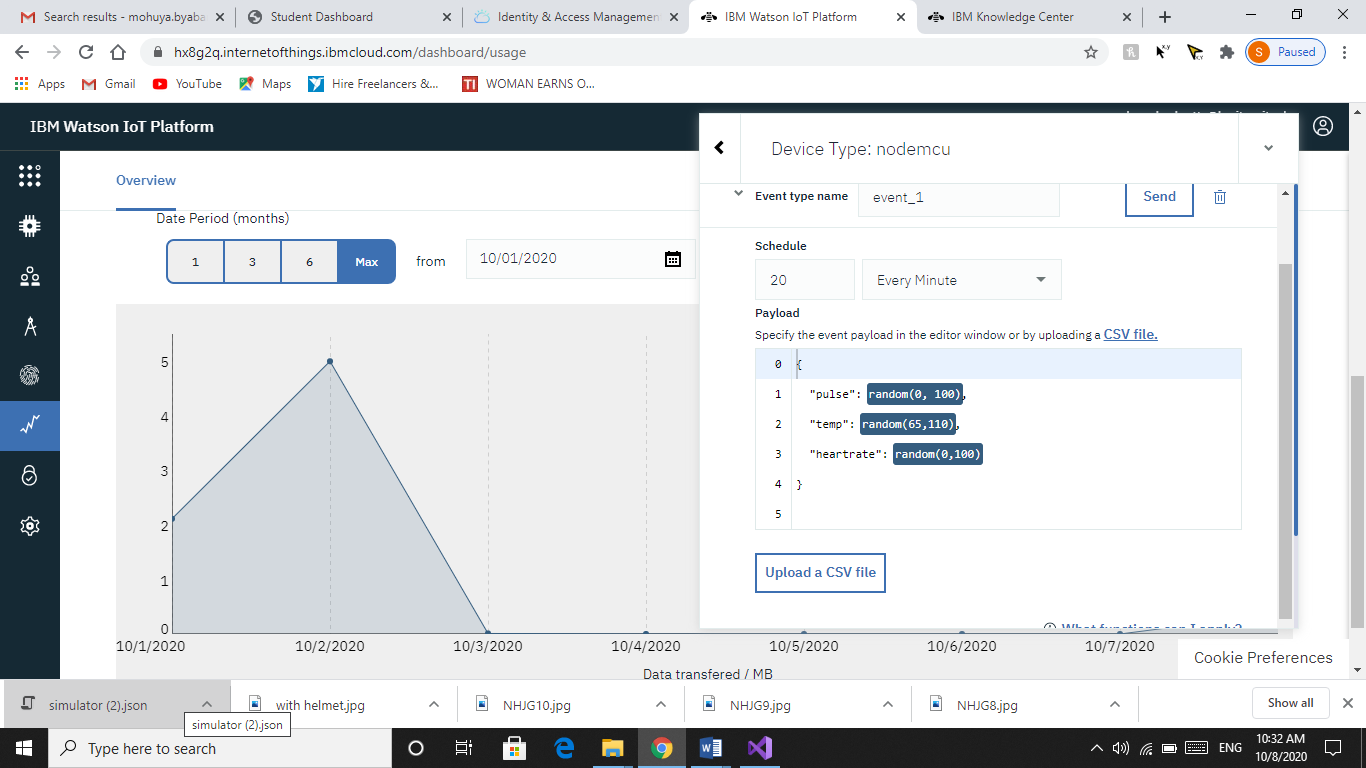 Search results - mohuya.byaba
Student Dashboard
Identity & Access Managemen
IBM Watson IoT Platform
IBM Knowledge Center
hx8g2q.internetofthings.ibmcloud.com/dashboard/usage
S
Paused
Apps
Gmail
YouTube
Maps
Hire Freelancers &...
TI
WOMAN EARNS O...
IBM Watson IoT Platform
Overview
Date Period (months)
1
3
6
Max
from
10/01/2020
5
4
3
2
1
0
10/1/2020
10/2/2020
10/3/2020
10/4/2020
10/5/2020
10/6/2020
10/7/2020
Data transfered / MB
Device Type: nodemcu
Event type name
event_1
Send
Schedule
20
Every Minute
Payload
Specify the event payload in the editor window or by uploading a CSV file.
0 {
1 "pulse": random(0, 100),
2 "temp": random(65,110),
3 "heartrate": random(0,100)
4 }
5
Upload a CSV file
What functions can I apply?
Cookie Preferences
simulator (2).json
with helmet.jpg
NHJG10.jpg
NHJG9.jpg
NHJG8.jpg
Show all
simulator (2).json
Type here to search
ENG
10:32 AM
10/8/2020